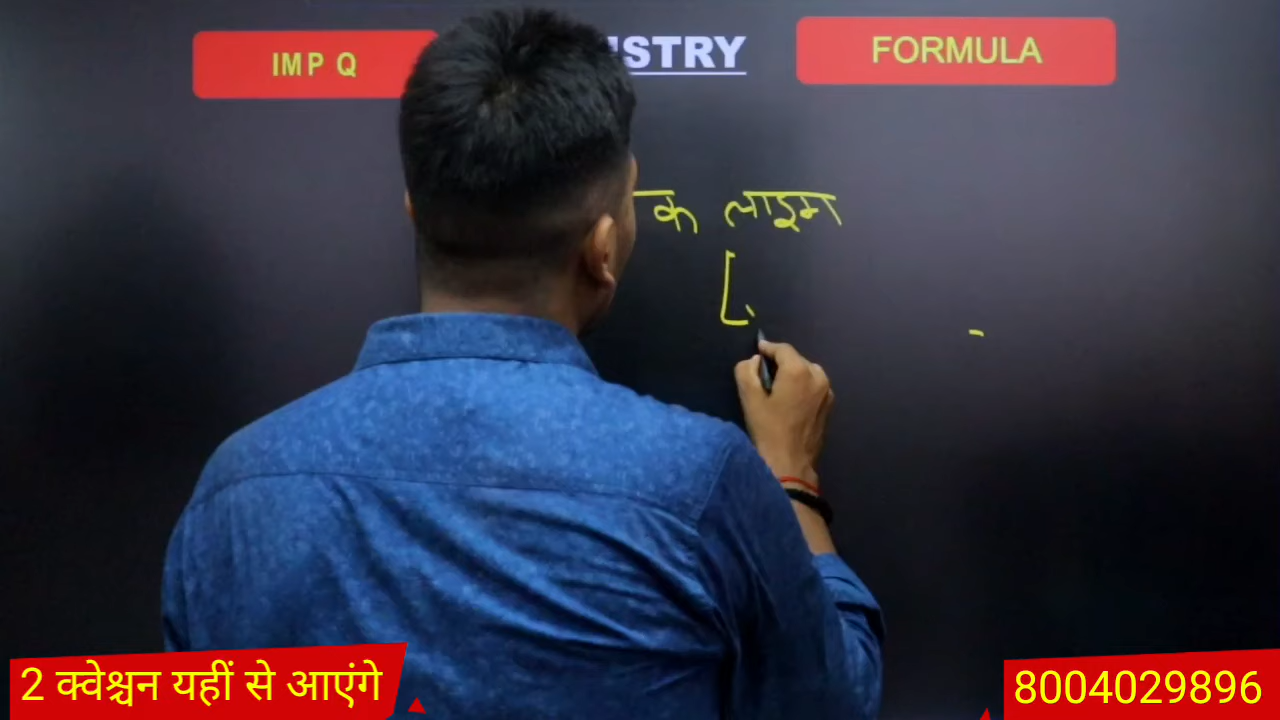 IMP Q
ISTRY
FORMULA
क लाइम
[
2 क्वेश्चन यहीं से आएंगे
8004029896